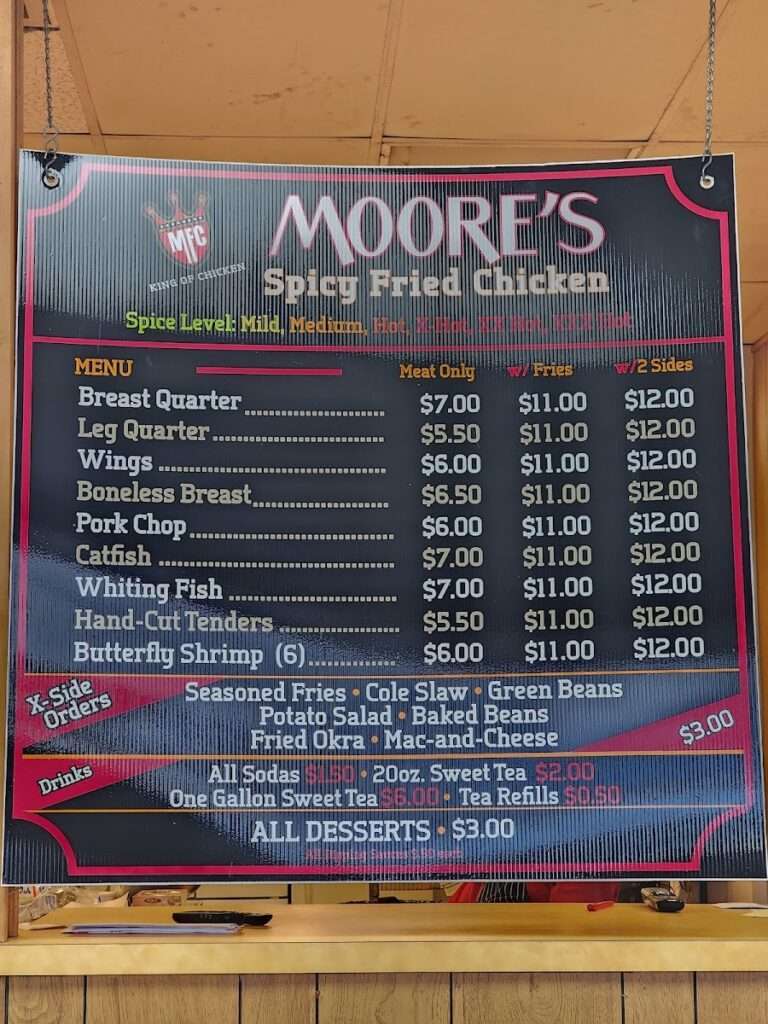 MFC
KING OF CHICKEN
MOORE'S
Spicy Fried Chicken
Spice Level: Mild, Medium, Hot, X-Hot, XX Hot, XXX Hot
MENU Meat Only w/ Fries w/2 Sides
Breast Quarter $7.00 $11.00 $12.00
Leg Quarter $5.50 $11.00 $12.00
Wings $6.00 $11.00 $12.00
Boneless Breast $6.50 $11.00 $12.00
Pork Chop $6.00 $11.00 $12.00
Catfish $7.00 $11.00 $12.00
Whiting Fish $7.00 $11.00 $12.00
Hand-Cut Tenders $5.50 $11.00 $12.00
Butterfly Shrimp (6) $6.00 $11.00 $12.00
X-Side
Orders
Seasoned Fries • Cole Slaw • Green Beans
Potato Salad • Baked Beans
Fried Okra • Mac-and-Cheese
$3.00
Drinks
All Sodas $1.50 • 20oz. Sweet Tea $2.00
One Gallon Sweet Tea $6.00 • Tea Refills $0.50
ALL DESSERTS • $3.00
All Dipping Sauces $.50 each